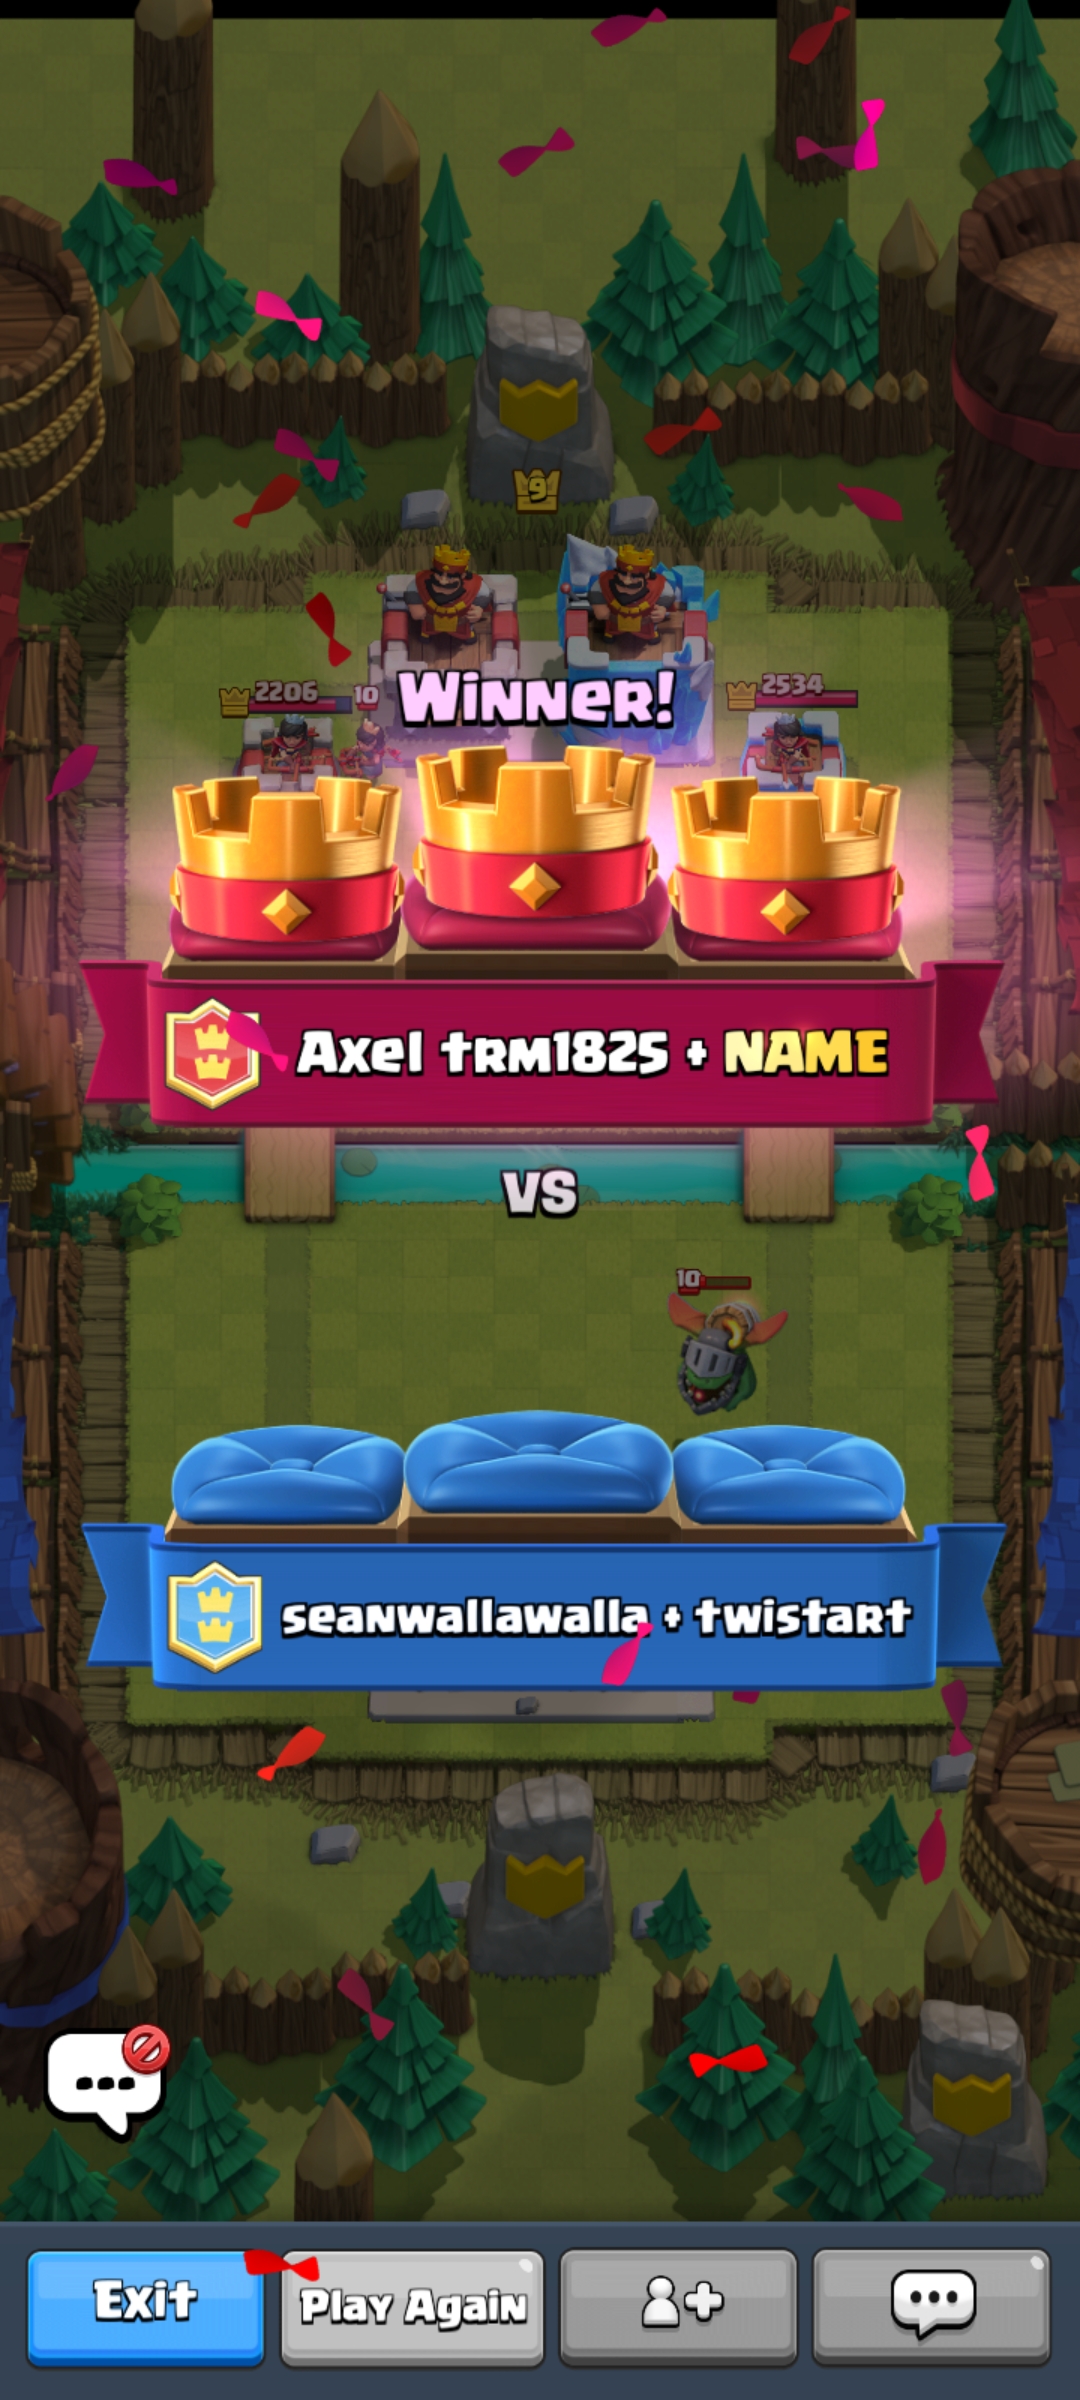 9
2206
10
2534
Winner!
Axel trm1825 + NAME
VS
10
seanwallawalla + twistart
Exit
Play Again